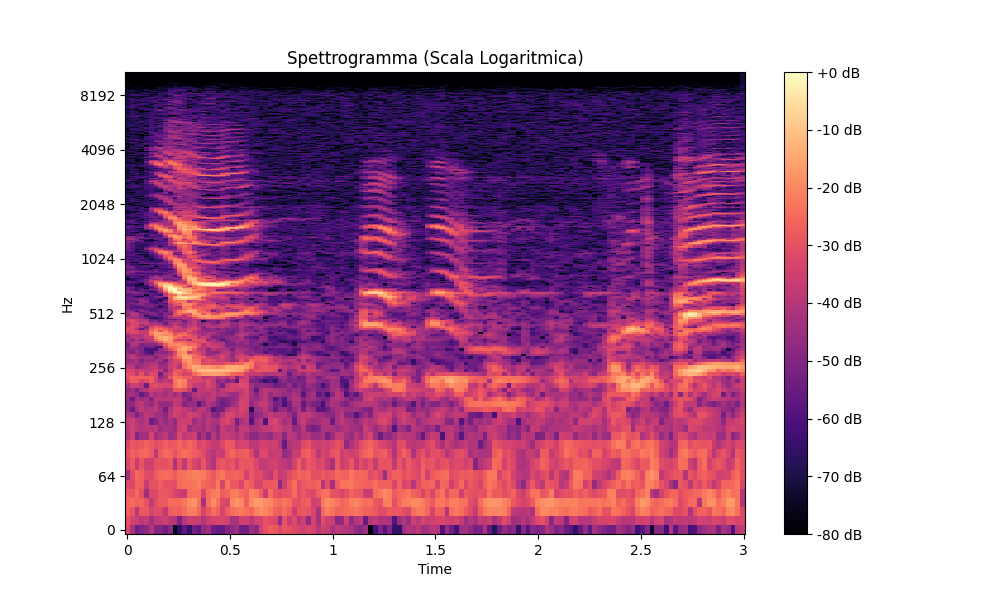 Spettrogramma (Scala Logaritmica)
Hz
8192
4096
2048
1024
512
256
128
64
0
0
0.5
1
1.5
2
2.5
3
Time
+0 dB
-10 dB
-20 dB
-30 dB
-40 dB
-50 dB
-60 dB
-70 dB
-80 dB